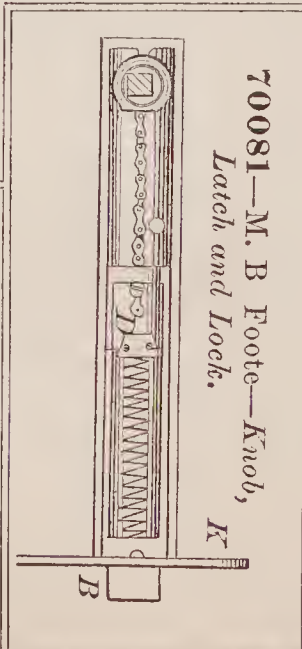 70081—M. B Foote—Knob,
Latch and Lock.
K
D
B